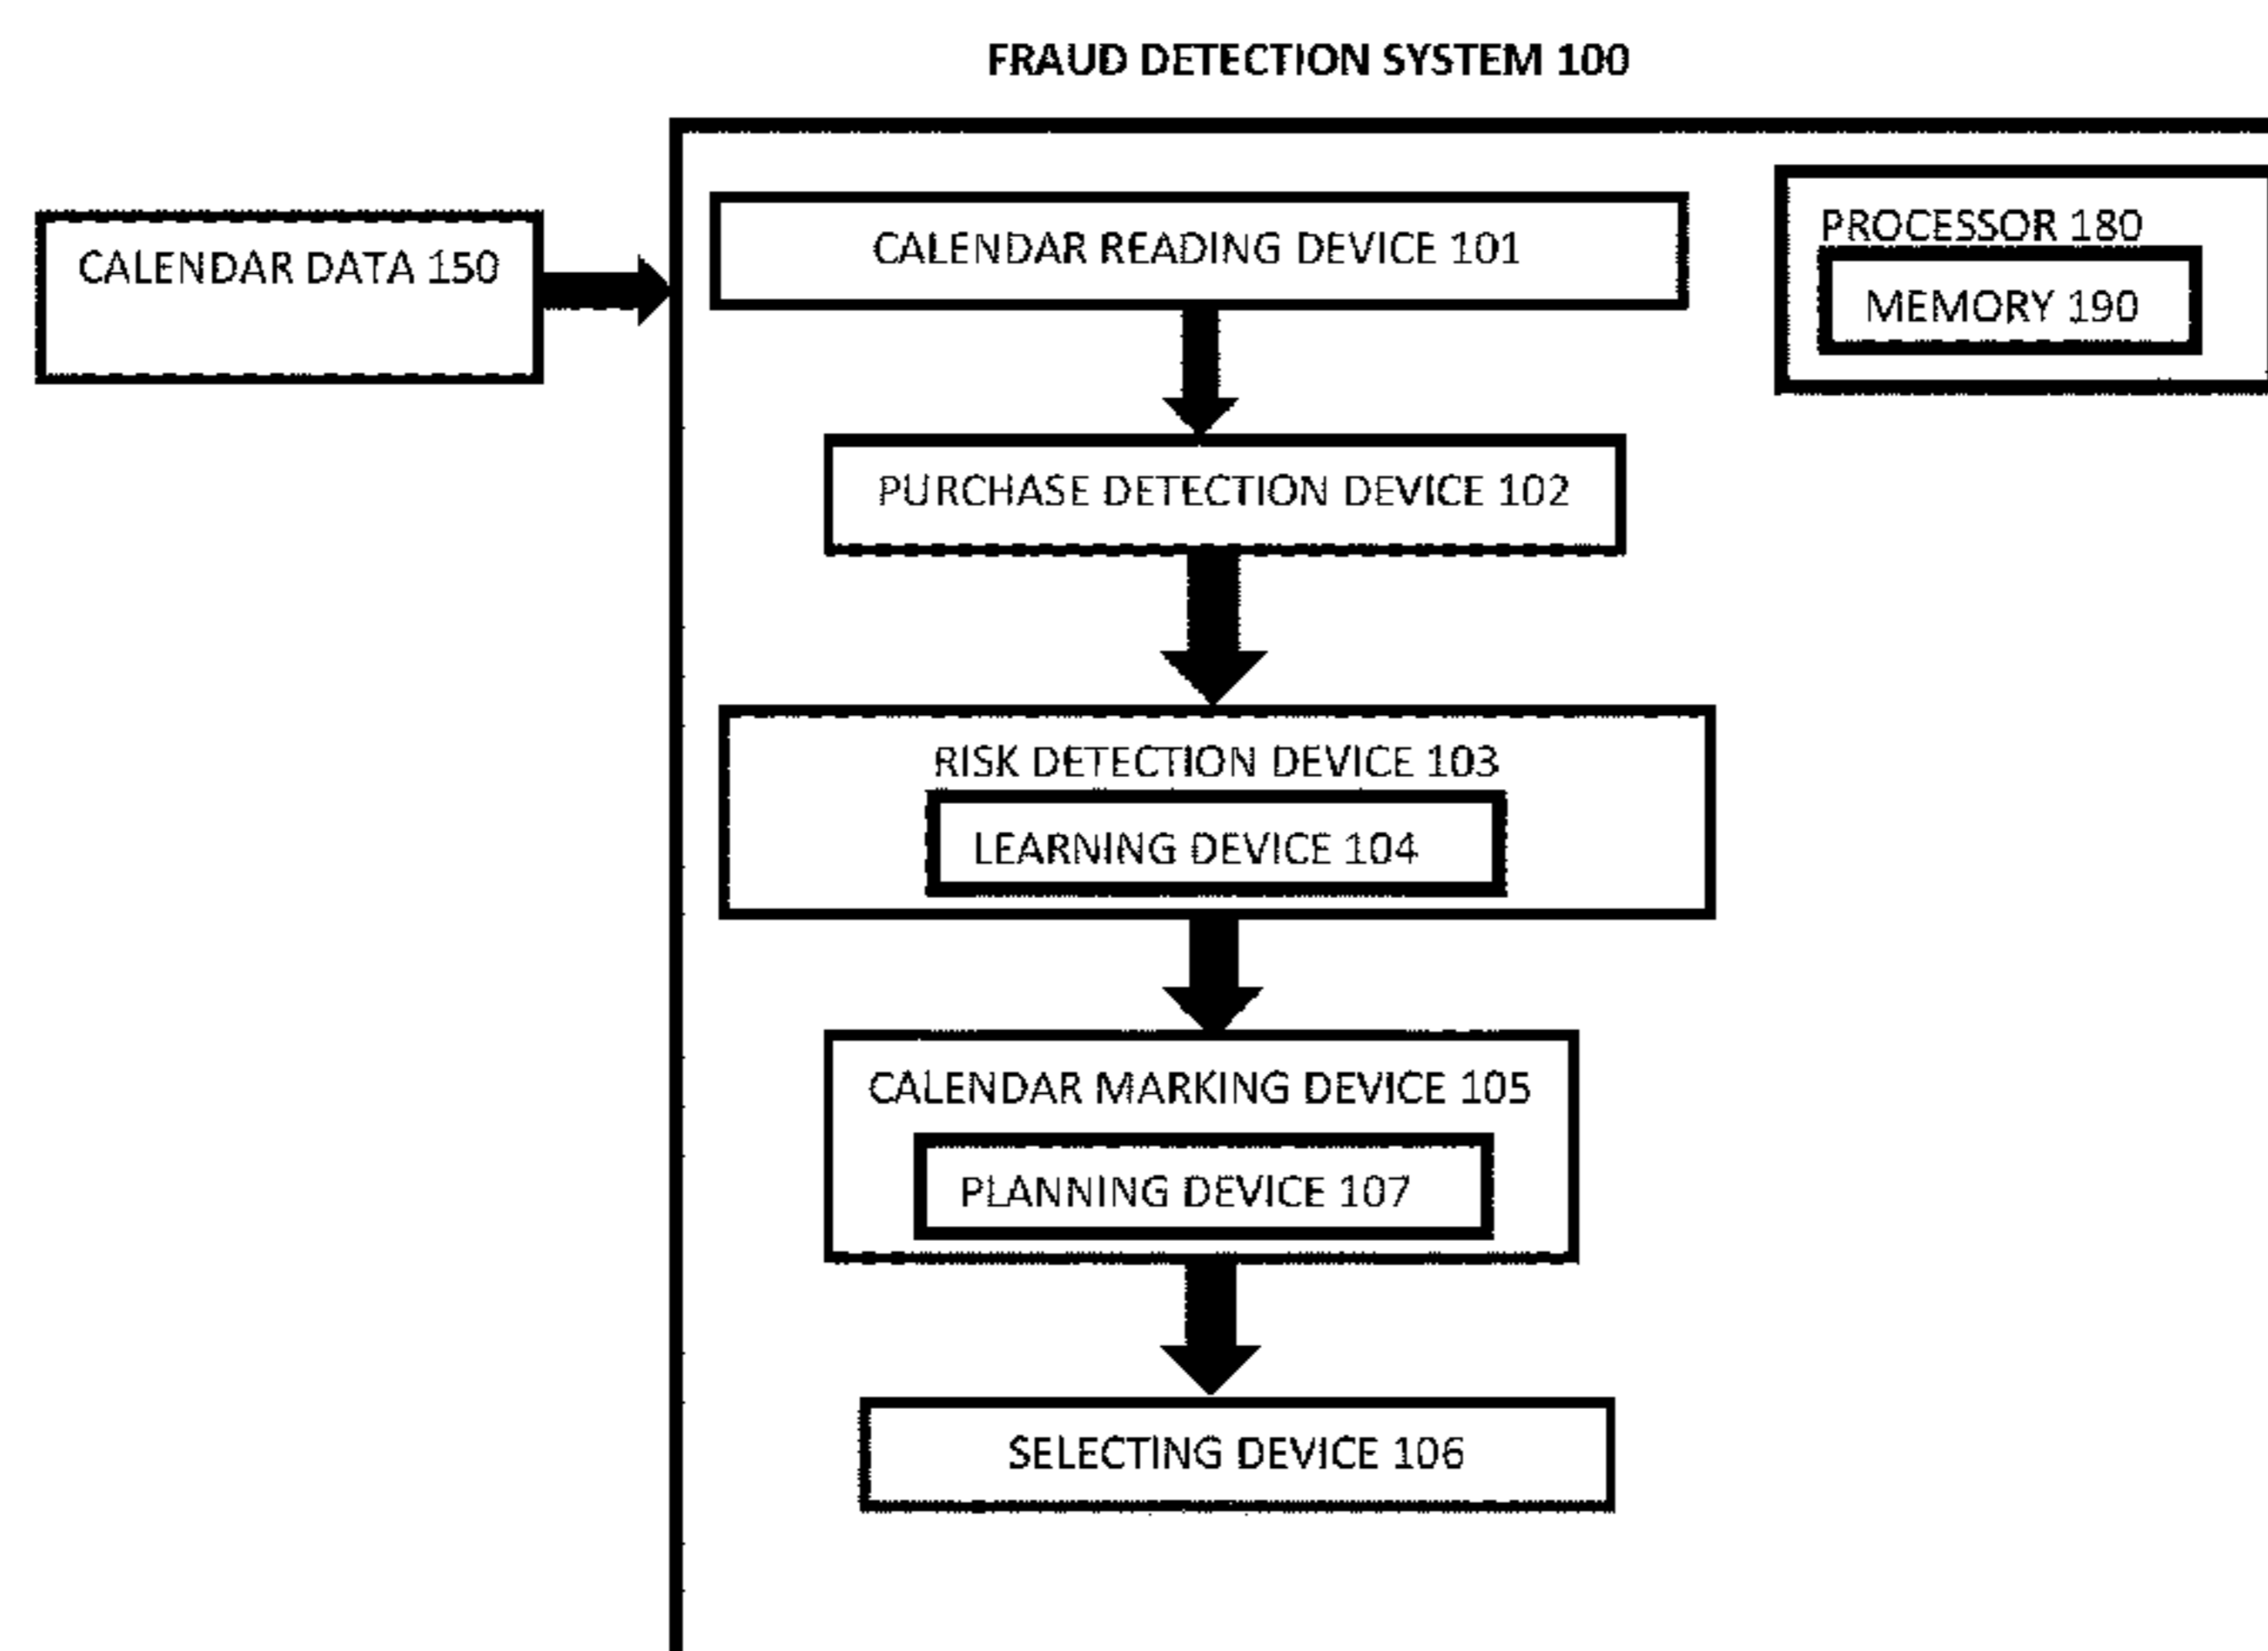 FRAUD DETECTION SYSTEM 100
CALENDAR DATA 150
CALENDAR READING DEVICE 101
PROCESSOR 180
MEMORY 190
PURCHASE DETECTION DEVICE 102
RISK DETECTION DEVICE 103
LEARNING DEVICE 104
CALENDAR MARKING DEVICE 105
PLANNING DEVICE 107
SELECTING DEVICE 106